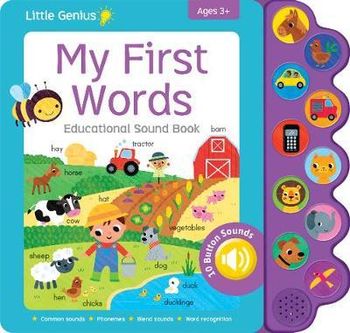 Little Genius
Ages 3+
My First
Words
Educational Sound Book
barn
tractor
hay
horse
hat
cow
vegetables
sheep
dog
duck
hen
chicks
ducklings
10 Button Sounds
• Common sounds • Phonemes • Blend sounds • Word recognition